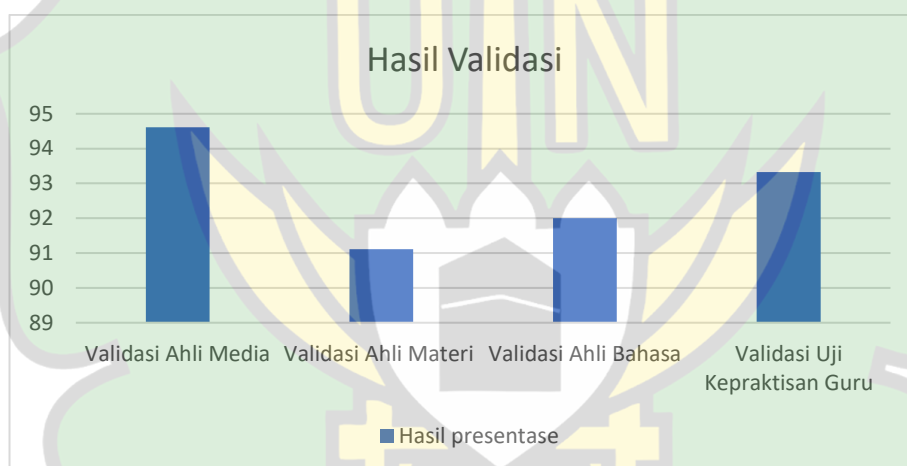 UIN
Hasil Validasi
95
94
93
92
91
90
89
Validasi Ahli Media
Validasi Ahli Materi
Validasi Ahli Bahasa
Validasi Uji
Kepraktisan Guru
Hasil presentase